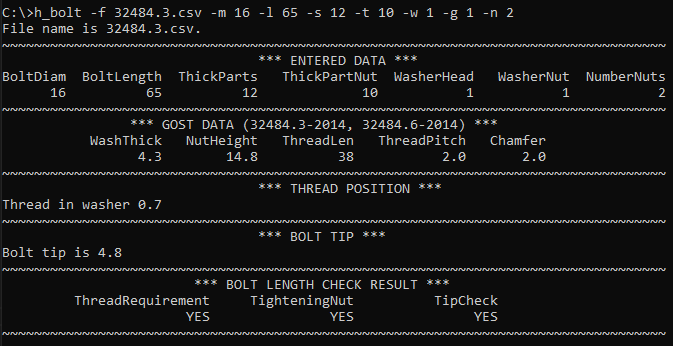 C:\>h_bolt -f 32484.3.csv -m 16 -l 65 -s 12 -t 10 -w 1 -g 1 -n 2
File name is 32484.3.csv.
~~~~~~~~~~~~~~~~~~~~~~~~~~~~~~~~~~~~~~~~~~~~~~~~~~~~~~~~~~~~~~~~~~~~~~~~~~~~~~~~~~~
*** ENTERED DATA ***
BoltDiam BoltLength ThickParts ThickPartNut WasherHead WasherNut NumberNuts
16 65 12 10 1 1 2
~~~~~~~~~~~~~~~~~~~~~~~~~~~~~~~~~~~~~~~~~~~~~~~~~~~~~~~~~~~~~~~~~~~~~~~~~~~~~~~~~~~
*** GOST DATA (32484.3-2014, 32484.6-2014) ***
WashThick NutHeight ThreadLen ThreadPitch Chamfer
4.3 14.8 38 2.0 2.0
~~~~~~~~~~~~~~~~~~~~~~~~~~~~~~~~~~~~~~~~~~~~~~~~~~~~~~~~~~~~~~~~~~~~~~~~~~~~~~~~~~~
*** THREAD POSITION ***
Thread in washer 0.7
~~~~~~~~~~~~~~~~~~~~~~~~~~~~~~~~~~~~~~~~~~~~~~~~~~~~~~~~~~~~~~~~~~~~~~~~~~~~~~~~~~~
*** BOLT TIP ***
Bolt tip is 4.8
~~~~~~~~~~~~~~~~~~~~~~~~~~~~~~~~~~~~~~~~~~~~~~~~~~~~~~~~~~~~~~~~~~~~~~~~~~~~~~~~~~~
*** BOLT LENGTH CHECK RESULT ***
ThreadRequirement TighteningNut TipCheck
YES YES YES
~~~~~~~~~~~~~~~~~~~~~~~~~~~~~~~~~~~~~~~~~~~~~~~~~~~~~~~~~~~~~~~~~~~~~~~~~~~~~~~~~~~